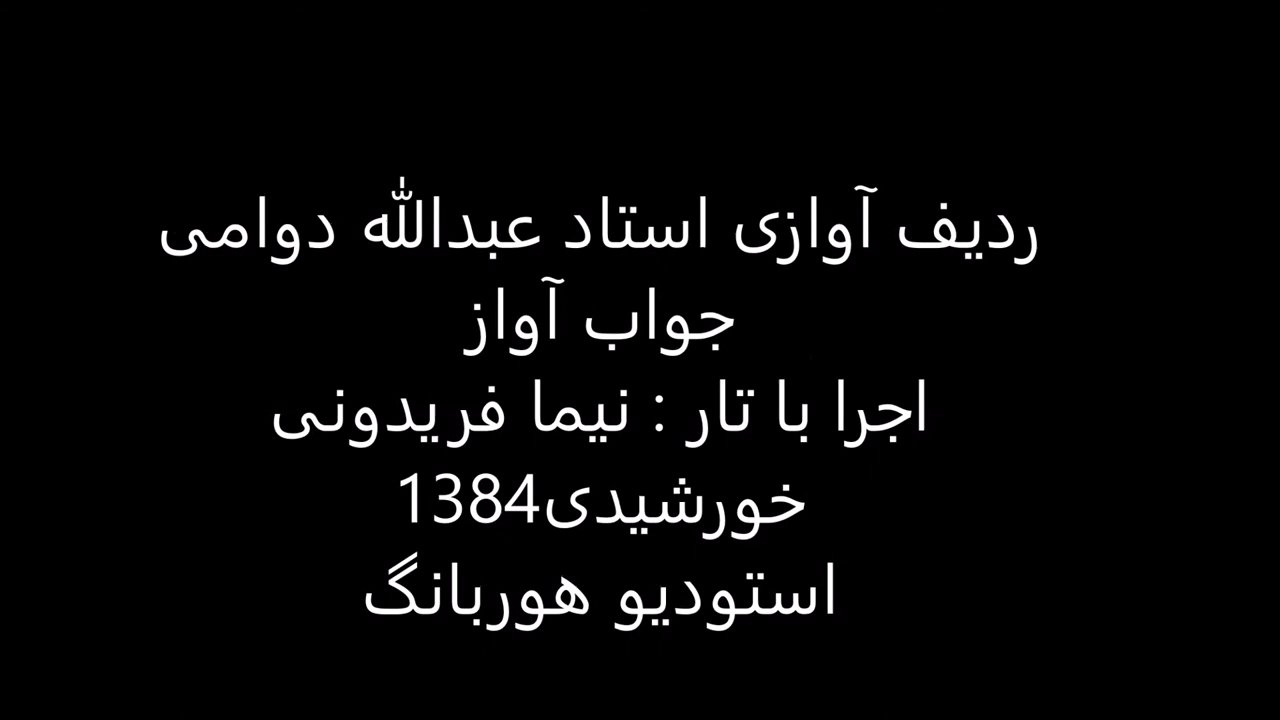 ردیف آوازی استاد عبدالله دوامی
جواب آواز
اجرا با تار : نیما فریدونی
خورشیدی1384
استودیو هوربانگ